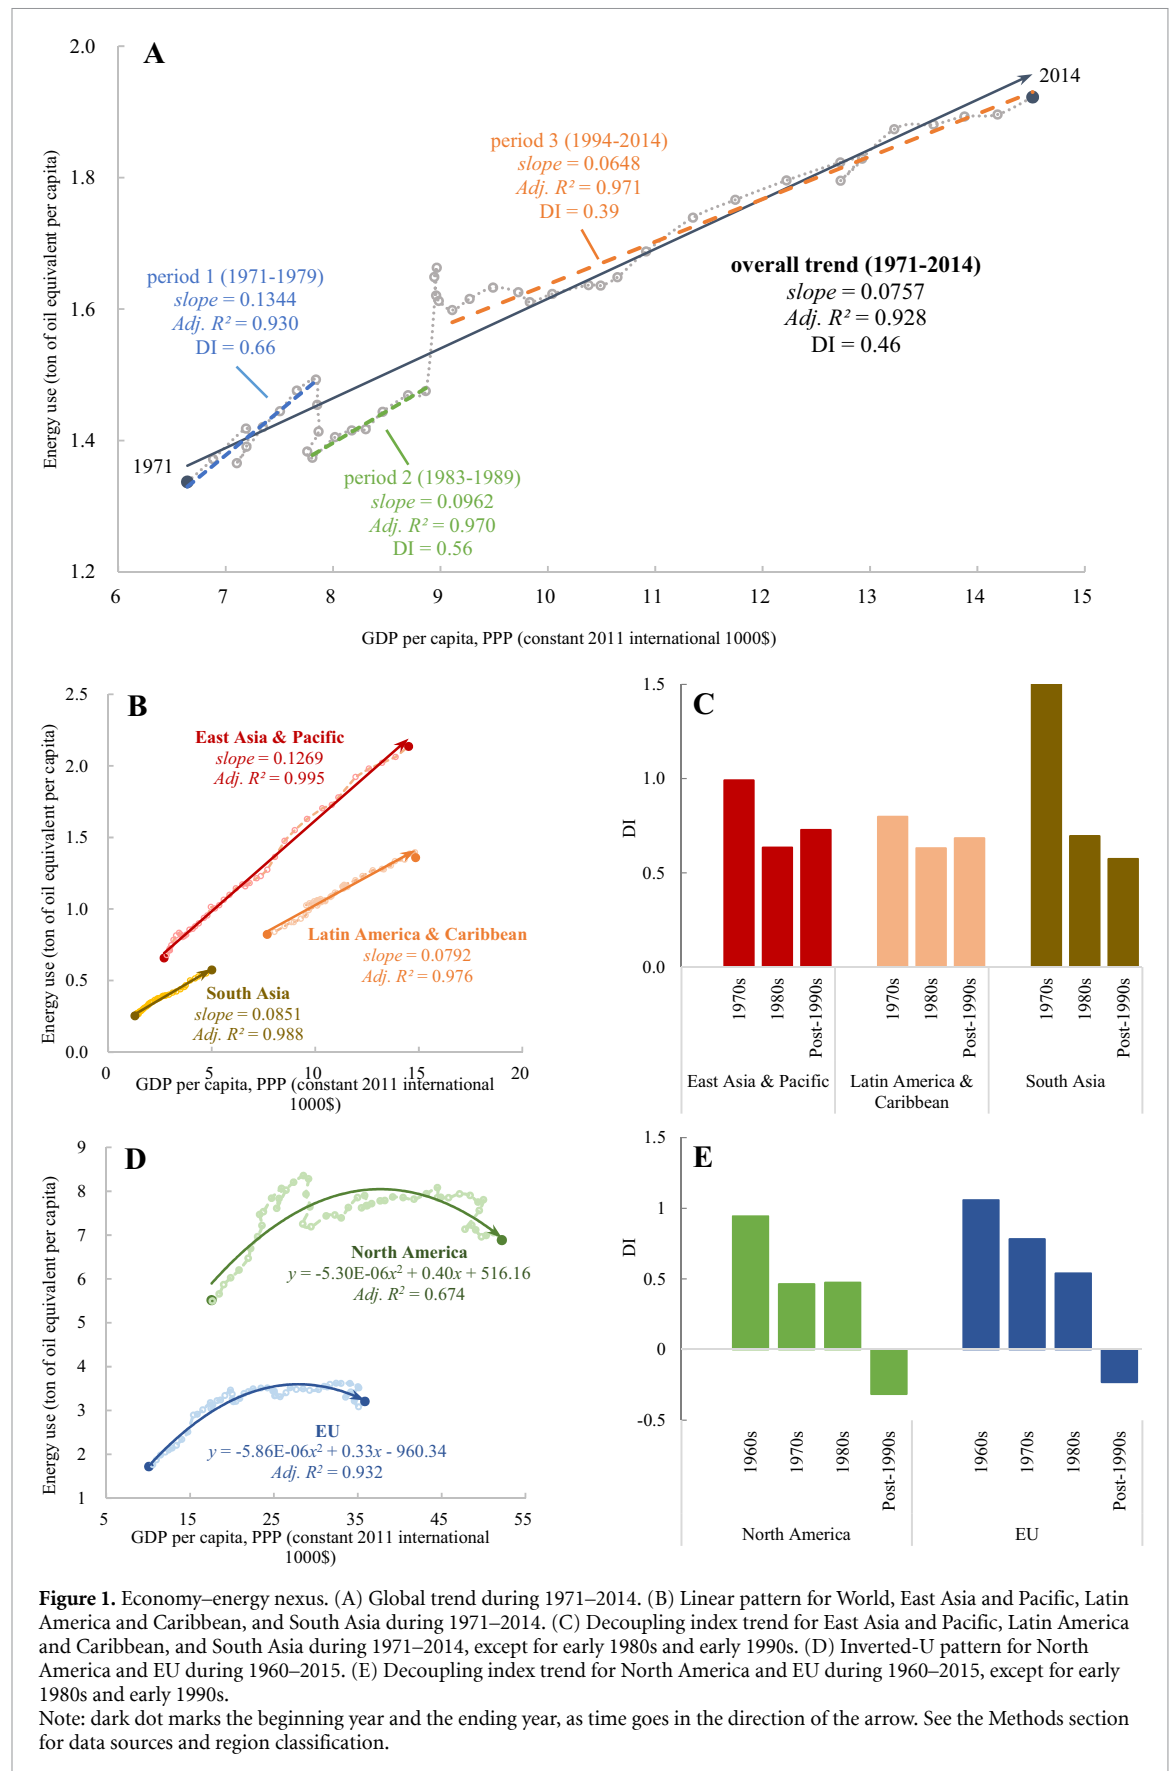 A
2.0
1.8
1.6
1.4
1.2
Energy use (ton of oil equivalent per capita)
2014
1971
period 3 (1994-2014)
slope = 0.0648
Adj. R² = 0.971
DI = 0.39
period 1 (1971-1979)
slope = 0.1344
Adj. R² = 0.930
DI = 0.66
overall trend (1971-2014)
slope = 0.0757
Adj. R² = 0.928
DI = 0.46
period 2 (1983-1989)
slope = 0.0962
Adj. R² = 0.970
DI = 0.56
6 7 8 9 10 11 12 13 14 15
GDP per capita, PPP (constant 2011 international 1000$)
B
2.5
2.0
1.5
1.0
0.5
0.0
Energy use (ton of oil equivalent per capita)
East Asia & Pacific
slope = 0.1269
Adj. R² = 0.995
Latin America & Caribbean
slope = 0.0792
Adj. R² = 0.976
South Asia
slope = 0.0851
Adj. R² = 0.988
0 5 10 15 20
GDP per capita, PPP (constant 2011 international
1000$)
C
1.5
1.0
0.5
0.0
DI
1970s 1980s Post-1990s 1970s 1980s Post-1990s 1970s 1980s Post-1990s
East Asia & Pacific Latin America & South Asia
Caribbean
D
9
8
7
6
5
4
3
2
1
Energy use (ton of oil equivalent per capita)
North America
y = -5.30E-06x² + 0.40x + 516.16
Adj. R² = 0.674
EU
y = -5.86E-06x² + 0.33x - 960.34
Adj. R² = 0.932
5 15 25 35 45 55
GDP per capita, PPP (constant 2011 international
1000$)
E
1.5
1
0.5
0
-0.5
DI
1960s 1970s 1980s Post-1990s 1960s 1970s 1980s Post-1990s
North America EU
Figure 1. Economy–energy nexus. (A) Global trend during 1971–2014. (B) Linear pattern for World, East Asia and Pacific, Latin
America and Caribbean, and South Asia during 1971–2014. (C) Decoupling index trend for East Asia and Pacific, Latin America
and Caribbean, and South Asia during 1971–2014, except for early 1980s and early 1990s. (D) Inverted-U pattern for North
America and EU during 1960–2015. (E) Decoupling index trend for North America and EU during 1960–2015, except for early
1980s and early 1990s.
Note: dark dot marks the beginning year and the ending year, as time goes in the direction of the arrow. See the Methods section
for data sources and region classification.